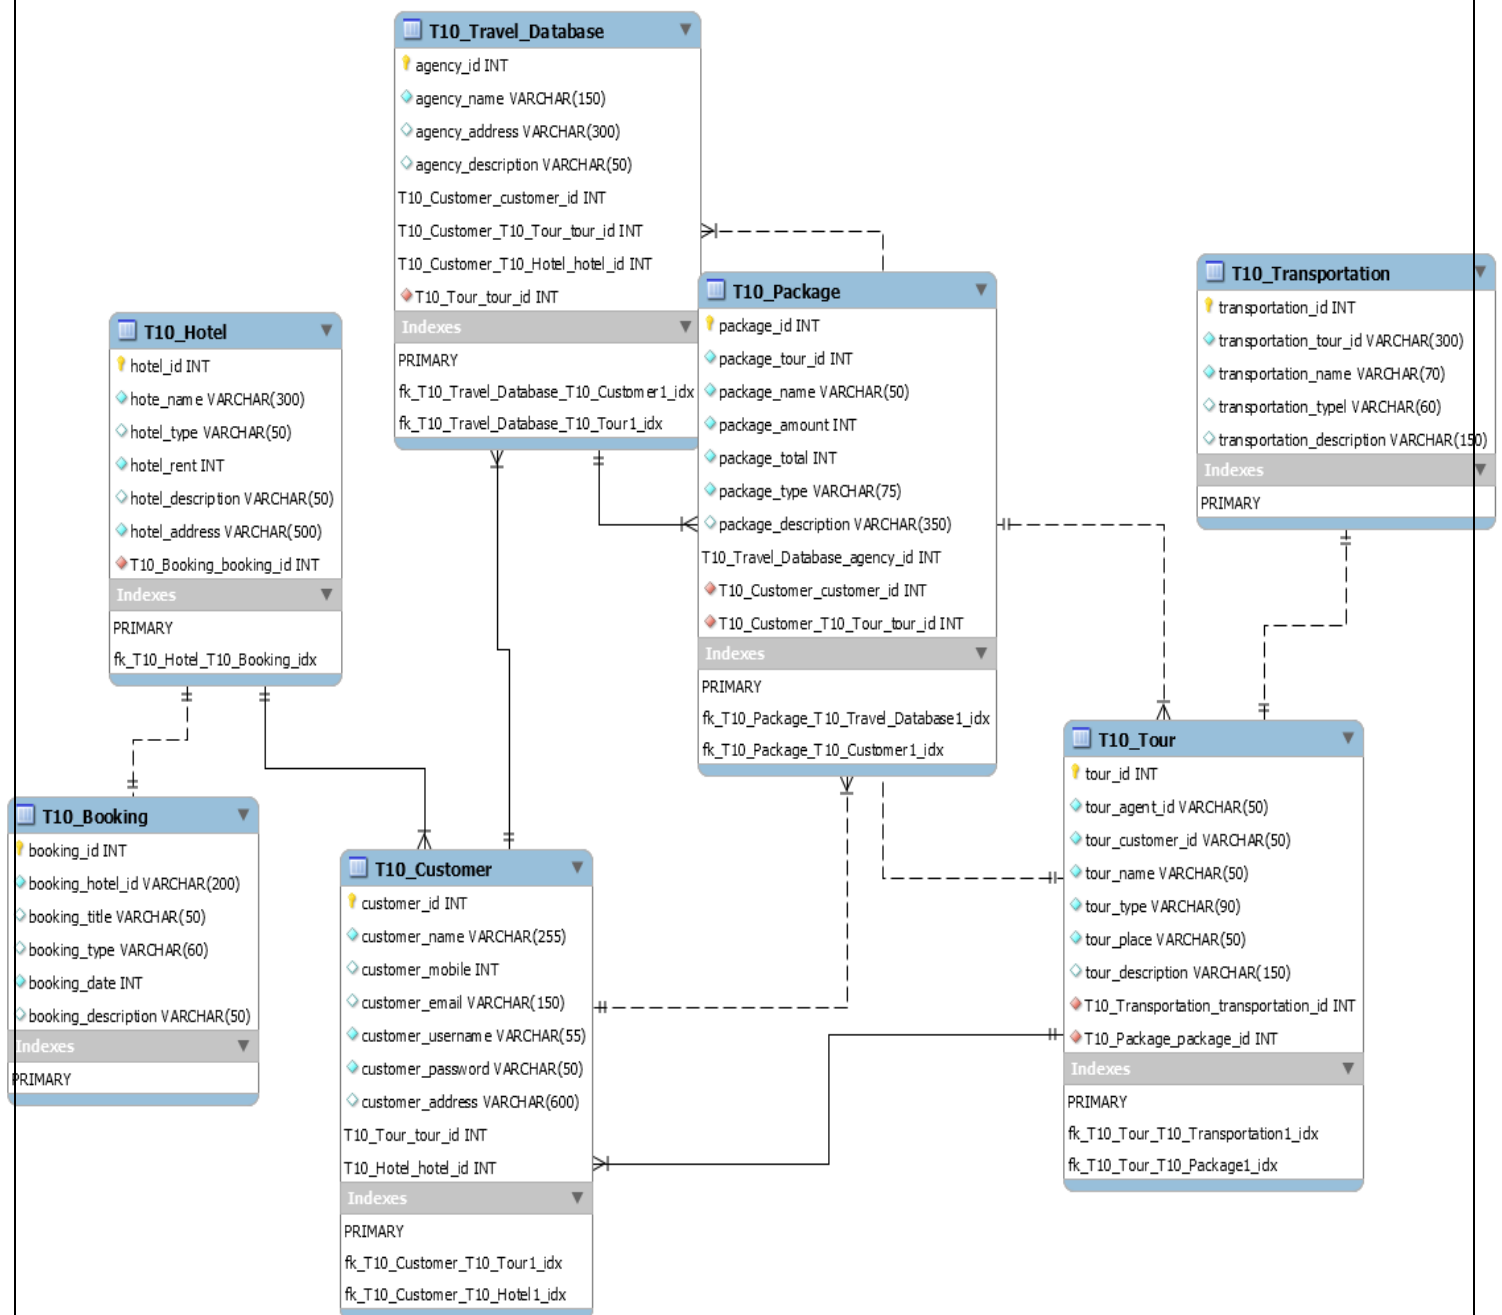 T10_Travel_Database
agency_id INT
agency_name VARCHAR(150)
agency_address VARCHAR(300)
agency_description VARCHAR(50)
T10_Customer_customer_id INT
T10_Customer_T10_Tour_tour_id INT
T10_Customer_T10_Hotel_hotel_id INT
T10_Tour_tour_id INT
Indexes
PRIMARY
fk_T10_Travel_Database_T10_Customer1_idx
fk_T10_Travel_Database_T10_Tour1_idx
T10_Package
package_id INT
package_tour_id INT
package_name VARCHAR(50)
package_amount INT
package_total INT
package_type VARCHAR(75)
package_description VARCHAR(350)
T10_Travel_Database_agency_id INT
T10_Customer_customer_id INT
T10_Customer_T10_Tour_tour_id INT
Indexes
PRIMARY
fk_T10_Package_T10_Travel_Database1_idx
fk_T10_Package_T10_Customer1_idx
T10_Transportation
transportation_id INT
transportation_tour_id VARCHAR(300)
transportation_name VARCHAR(70)
transportation_typel VARCHAR(60)
transportation_description VARCHAR(150)
Indexes
PRIMARY
T10_Hotel
hotel_id INT
hote_name VARCHAR(300)
hotel_type VARCHAR(50)
hotel_rent INT
hotel_description VARCHAR(50)
hotel_address VARCHAR(500)
T10_Booking_booking_id INT
Indexes
PRIMARY
fk_T10_Hotel_T10_Booking_idx
T10_Booking
booking_id INT
booking_hotel_id VARCHAR(200)
booking_title VARCHAR(50)
booking_type VARCHAR(60)
booking_date INT
booking_description VARCHAR(50)
Indexes
PRIMARY
T10_Customer
customer_id INT
customer_name VARCHAR(255)
customer_mobile INT
customer_email VARCHAR(150)
customer_username VARCHAR(55)
customer_password VARCHAR(50)
customer_address VARCHAR(600)
T10_Tour_tour_id INT
T10_Hotel_hotel_id INT
Indexes
PRIMARY
fk_T10_Customer_T10_Tour1_idx
fk_T10_Customer_T10_Hotel1_idx
T10_Tour
tour_id INT
tour_agent_id VARCHAR(50)
tour_customer_id VARCHAR(50)
tour_name VARCHAR(50)
tour_type VARCHAR(90)
tour_place VARCHAR(50)
tour_description VARCHAR(150)
T10_Transportation_transportation_id INT
T10_Package_package_id INT
Indexes
PRIMARY
fk_T10_Tour_T10_Transportation1_idx
fk_T10_Tour_T10_Package1_idx